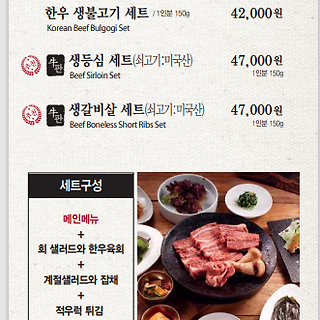 한우 생불고기 세트 / 1인분 150g 42,000원
Korean Beef Bulgogi Set
생등심 세트(쇠고기:미국산) 47,000원
Beef Sirloin Set 1인분 150g
생갈비살 세트(쇠고기:미국산) 47,000원
Beef Boneless Short Ribs Set 1인분 150g
세트구성
메인메뉴
+
회 샐러드와 한우육회
+
계절샐러드와 잡채
+
적우럭 튀김
+